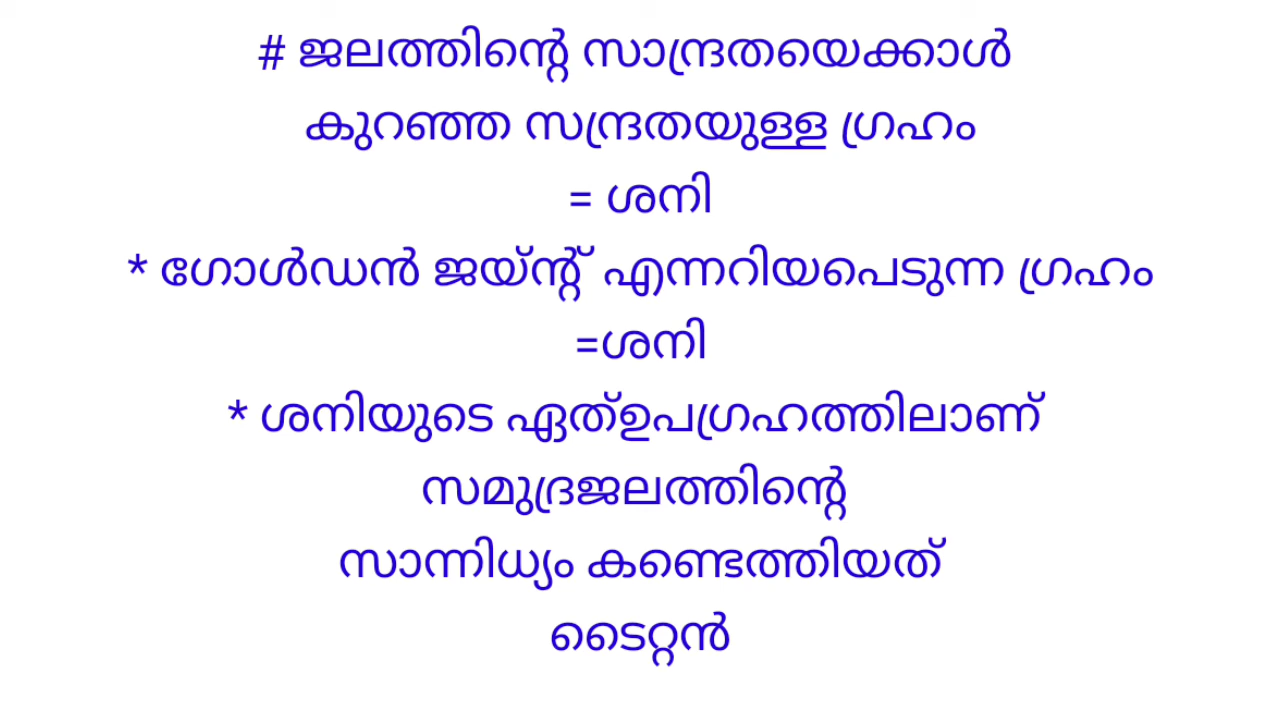 # ജലത്തിന്റെ സാന്ദ്രതയെക്കാൾ
കുറഞ്ഞ സന്ദ്രതയുള്ള ഗ്രഹം
= ശനി
* ഗോൾഡൻ ജയ്ന്റ് എന്നറിയപെടുന്ന ഗ്രഹം
=ശനി
* ശനിയുടെ ഏത്ഉപഗ്രഹത്തിലാണ്
സമുദ്രജലത്തിന്റെ
സാന്നിധ്യം കണ്ടെത്തിയത്
ടൈറ്റൻ